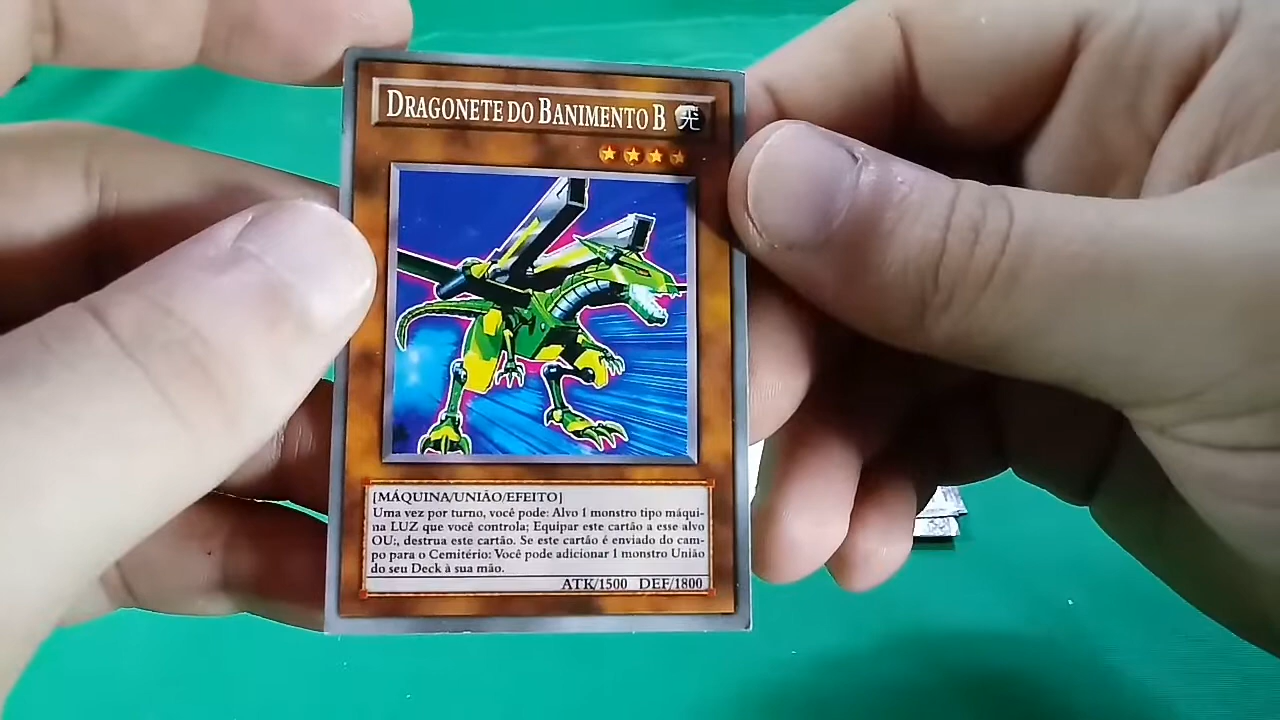 DRAGONETE DO BANIMENTO B
光
[MÁQUINA/UNIÃO/EFEITO]
Uma vez por turno, você pode: Alvo 1 monstro tipo máqui-
na LUZ que você controla; Equipar este cartão a esse alvo
OU:, destrua este cartão. Se este cartão é enviado do cam-
po para o Cemitério: Você pode adicionar 1 monstro União
do seu Deck à sua mão.
ATK/1500 DEF/1800